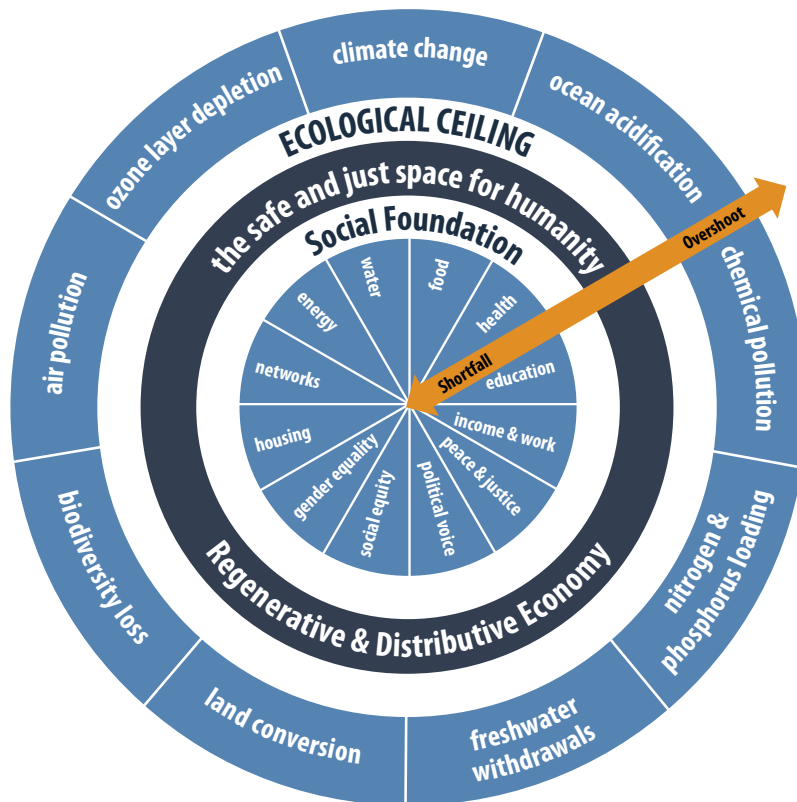 climate change
ocean acidification
chemical pollution
nitrogen &
phosphorus loading
freshwater
withdrawals
land conversion
biodiversity loss
air pollution
ozone layer depletion
ECOLOGICAL CEILING
the safe and just space for humanity
Regenerative & Distributive Economy
Social Foundation
Overshoot
Shortfall
water
food
health
education
income & work
peace & justice
political voice
social equity
gender equality
housing
networks
energy